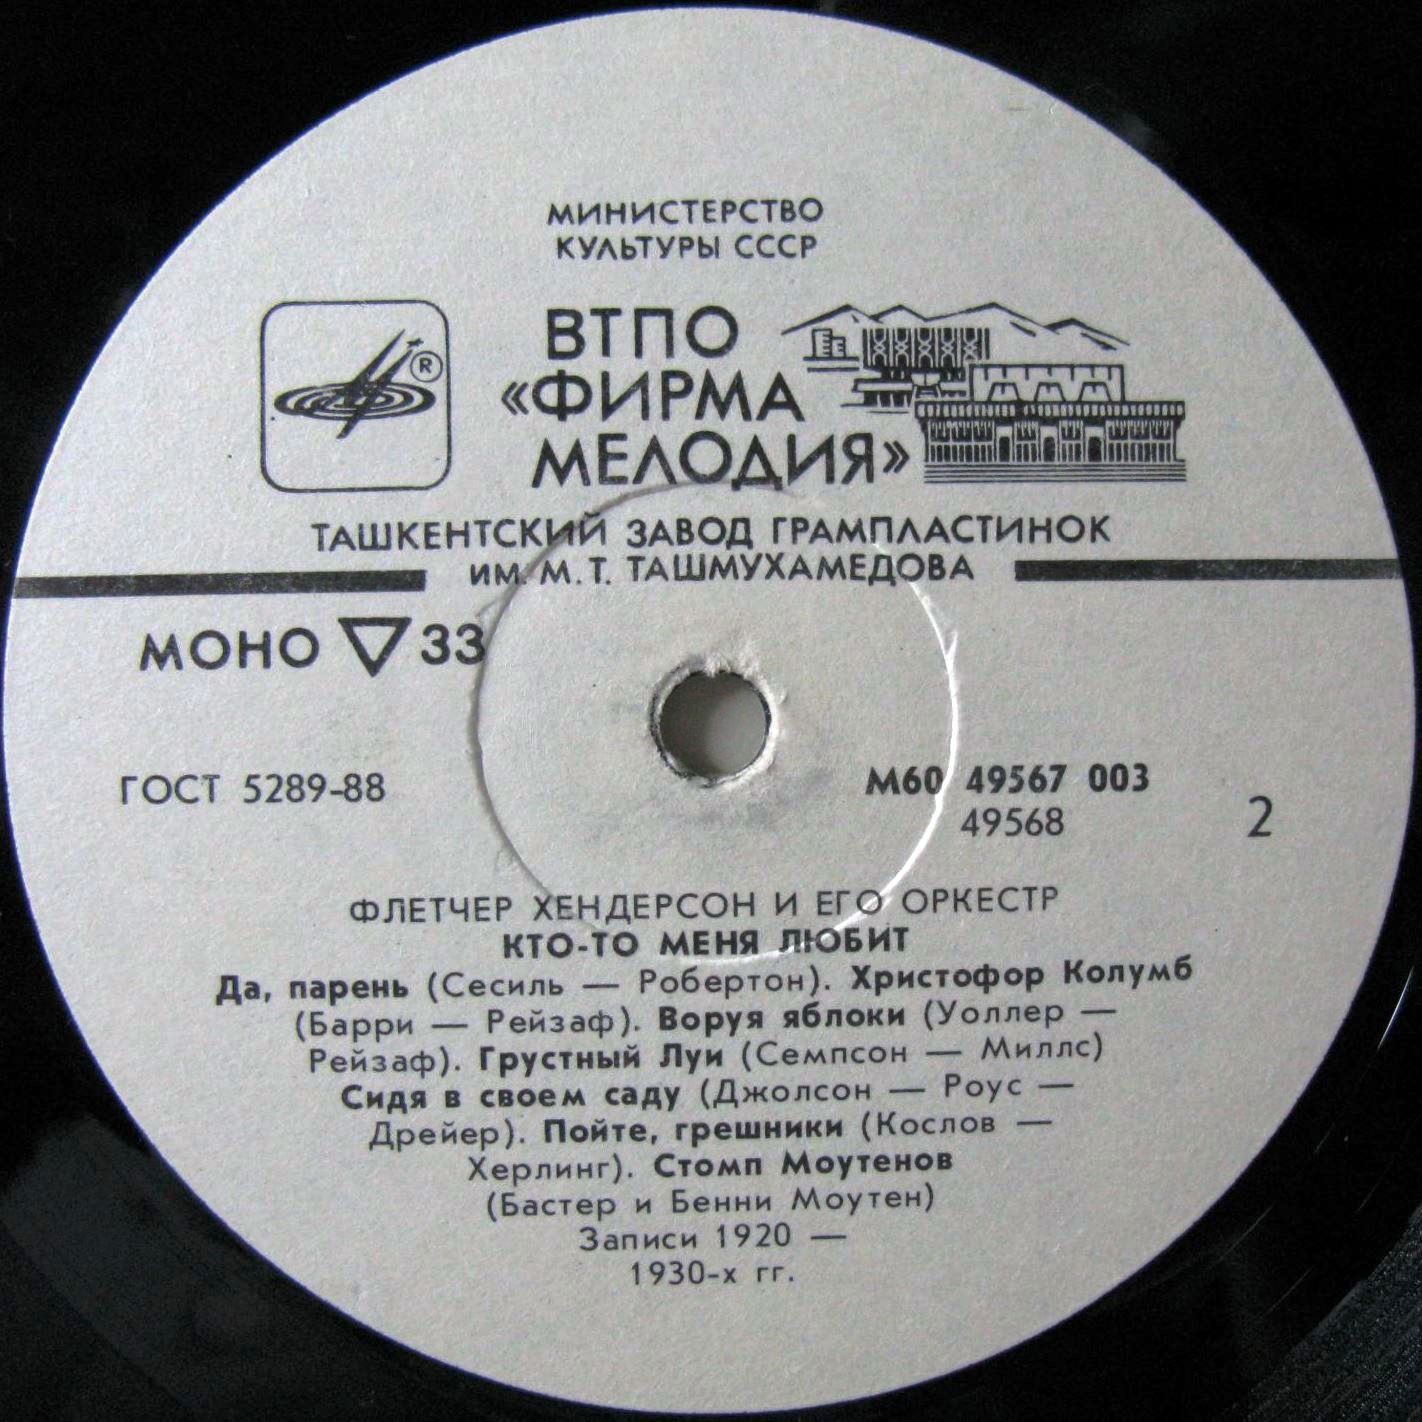 МИНИСТЕРСТВО
КУЛЬТУРЫ СССР
ВТПО
«ФИРМА
МЕЛОДИЯ»
®
ТАШКЕНТСКИЙ ЗАВОД ГРАМПЛАСТИНОК
ИМ. М. Т. ТАШМУХАМЕДОВА
МОНО ▽ 33
ГОСТ 5289-88
М60 49567 003
49568
2
ФЛЕТЧЕР ХЕНДЕРСОН И ЕГО ОРКЕСТР
КТО-ТО МЕНЯ ЛЮБИТ
Да, парень (Сесиль — Робертон). Христофор Колумб
(Барри — Рейзаф). Воруя яблоки (Уоллер —
Рейзаф). Грустный Луи (Семпсон — Миллс)
Сидя в своем саду (Джолсон — Роус —
Дрейер). Пойте, грешники (Кослов —
Херлинг). Стомп Моутенов
(Бастер и Бенни Моутен)
Записи 1920 —
1930-х гг.